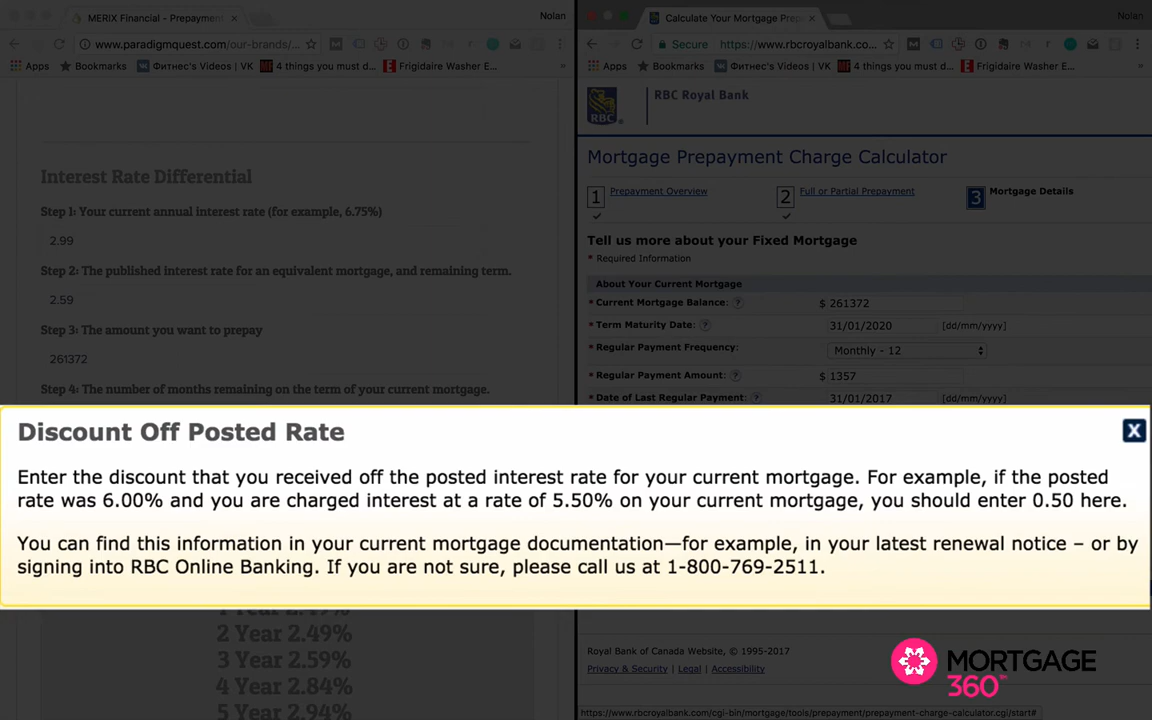 MERIX Financial - Prepayment
Nolan
www.paradigmquest.com/our-brands/...
Apps
Bookmarks
Фитнес's Videos | VK
4 things you must d...
Frigidaire Washer E...
»
Interest Rate Differential
Step 1: Your current annual interest rate (for example, 6.75%)
2.99
Step 2: The published interest rate for an equivalent mortgage, and remaining term.
2.59
Step 3: The amount you want to prepay
261372
Step 4: The number of months remaining on the term of your current mortgage.
Calculate Your Mortgage Prep
Nolan
Secure
https://www.rbcroyalbank.co...
Apps
Bookmarks
Фитнес's Videos | VK
4 things you must d...
Frigidaire Washer E...
»
RBC
RBC Royal Bank
Mortgage Prepayment Charge Calculator
1 Prepayment Overview
2 Full or Partial Prepayment
3 Mortgage Details
Tell us more about your Fixed Mortgage
* Required Information
About Your Current Mortgage
* Current Mortgage Balance: ? $ 261372
* Term Maturity Date: ? 31/01/2020 [dd/mm/yyyy]
* Regular Payment Frequency: Monthly - 12
* Regular Payment Amount: ? $ 1357
* Date of Last Regular Payment: ? 31/01/2017 [dd/mm/yyyy]
Discount Off Posted Rate
X
Enter the discount that you received off the posted interest rate for your current mortgage. For example, if the posted
rate was 6.00% and you are charged interest at a rate of 5.50% on your current mortgage, you should enter 0.50 here.
You can find this information in your current mortgage documentation—for example, in your latest renewal notice – or by
signing into RBC Online Banking. If you are not sure, please call us at 1-800-769-2511.
1 Year 2.49%
2 Year 2.49%
3 Year 2.59%
4 Year 2.84%
5 Year 2.94%
Royal Bank of Canada Website, © 1995-2017
Privacy & Security | Legal | Accessibility
MORTGAGE
360
https://www.rbcroyalbank.com/cgi-bin/mortgage/tools/prepayment/prepayment-charge-calculator.cgi/start#